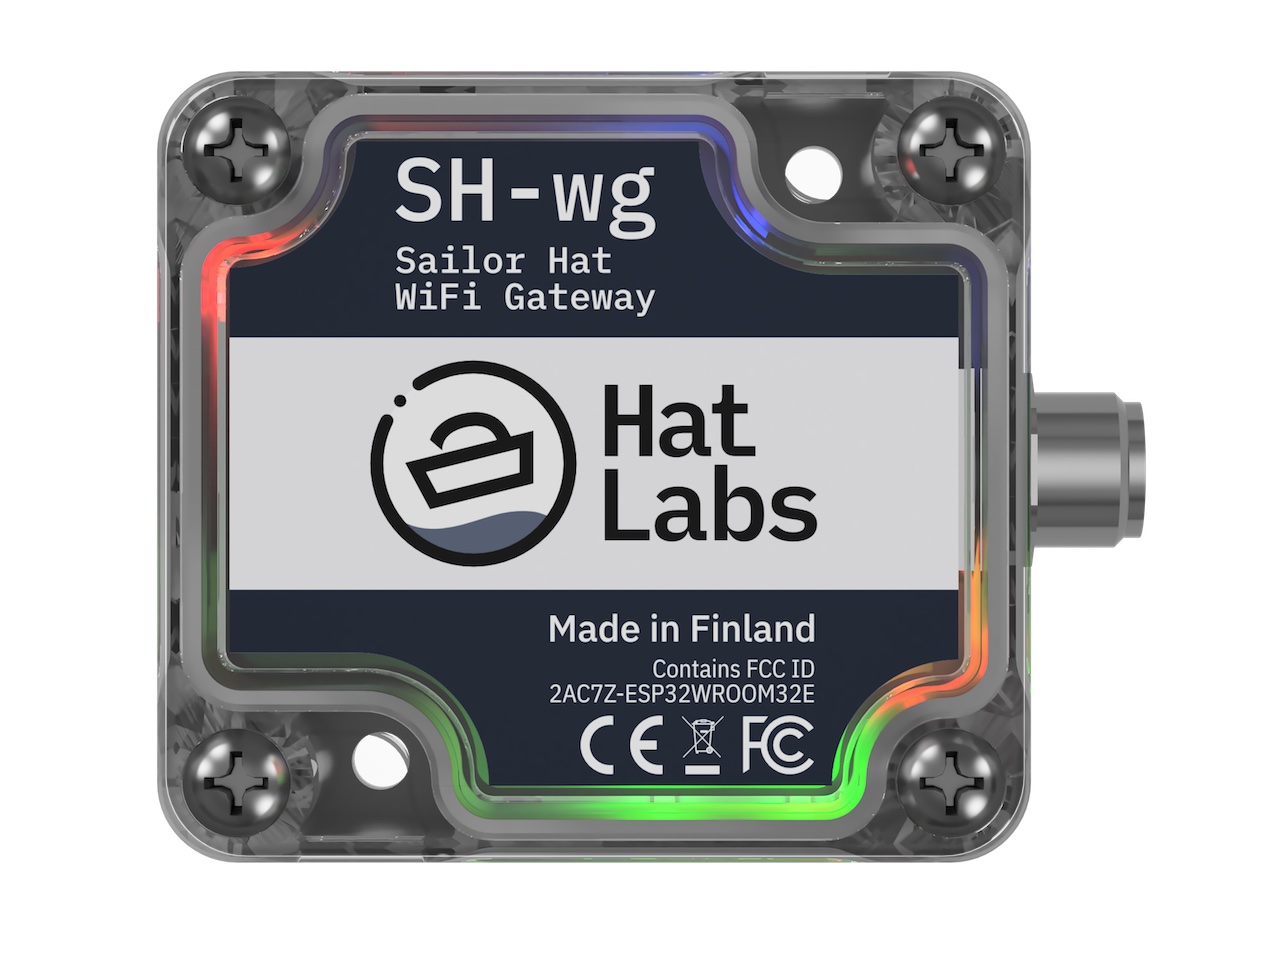 SH-wg
Sailor Hat
WiFi Gateway
Hat
Labs
Made in Finland
Contains FCC ID
2AC7Z-ESP32WROOM32E
CE FC